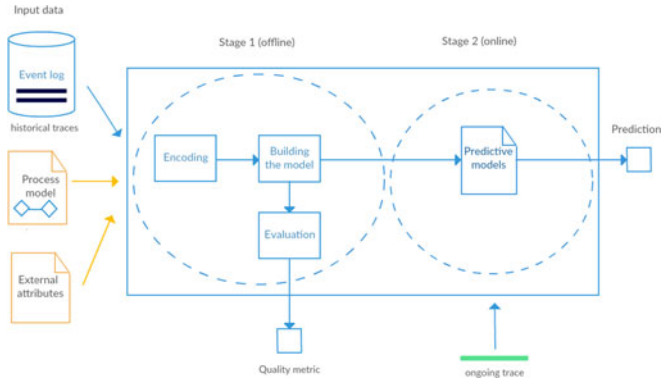 Input data
Event log
historical traces
Process
model
External
attributes
Stage 1 (offline)
Encoding
Building
the model
Evaluation
Quality metric
Stage 2 (online)
Predictive
models
Prediction
ongoing trace